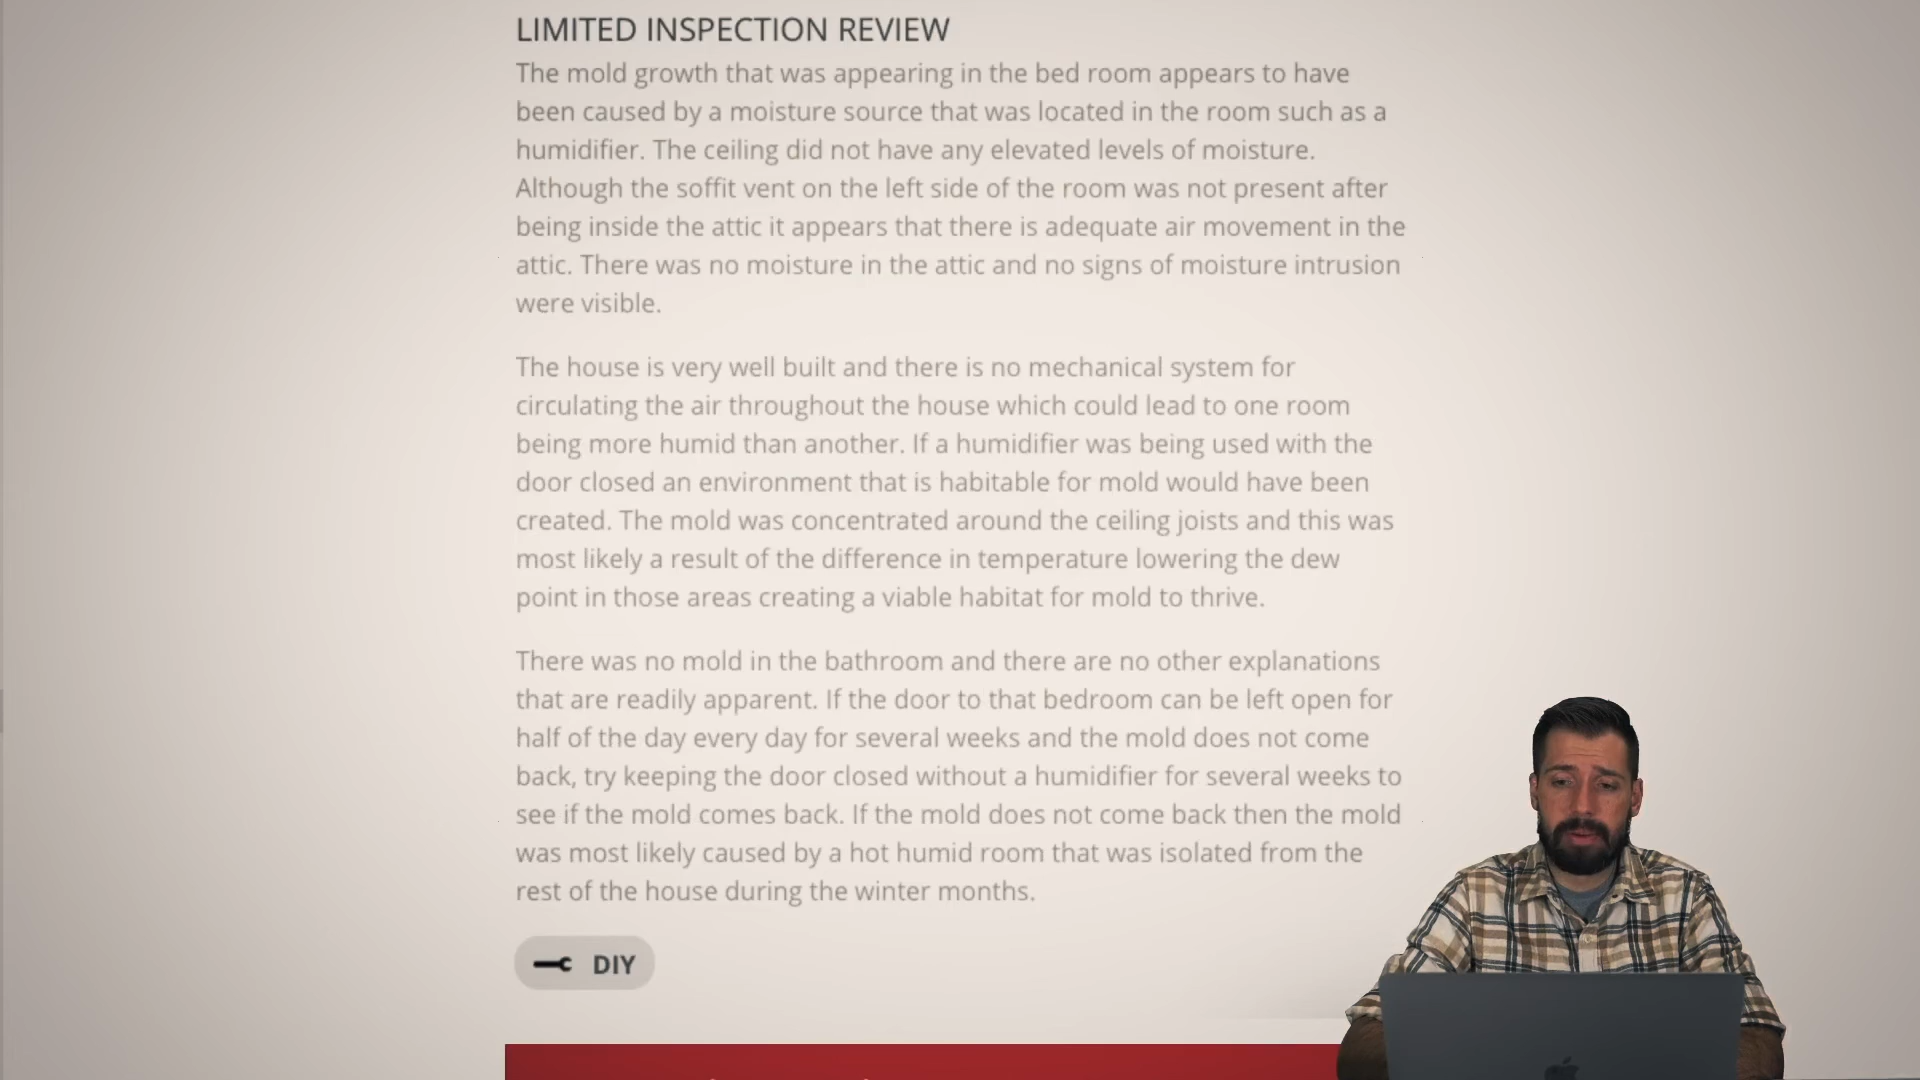 LIMITED INSPECTION REVIEW
The mold growth that was appearing in the bed room appears to have
been caused by a moisture source that was located in the room such as a
humidifier. The ceiling did not have any elevated levels of moisture.
Although the soffit vent on the left side of the room was not present after
being inside the attic it appears that there is adequate air movement in the
attic. There was no moisture in the attic and no signs of moisture intrusion
were visible.
The house is very well built and there is no mechanical system for
circulating the air throughout the house which could lead to one room
being more humid than another. If a humidifier was being used with the
door closed an environment that is habitable for mold would have been
created. The mold was concentrated around the ceiling joists and this was
most likely a result of the difference in temperature lowering the dew
point in those areas creating a viable habitat for mold to thrive.
There was no mold in the bathroom and there are no other explanations
that are readily apparent. If the door to that bedroom can be left open for
half of the day every day for several weeks and the mold does not come
back, try keeping the door closed without a humidifier for several weeks to
see if the mold comes back. If the mold does not come back then the mold
was most likely caused by a hot humid room that was isolated from the
rest of the house during the winter months.
DIY